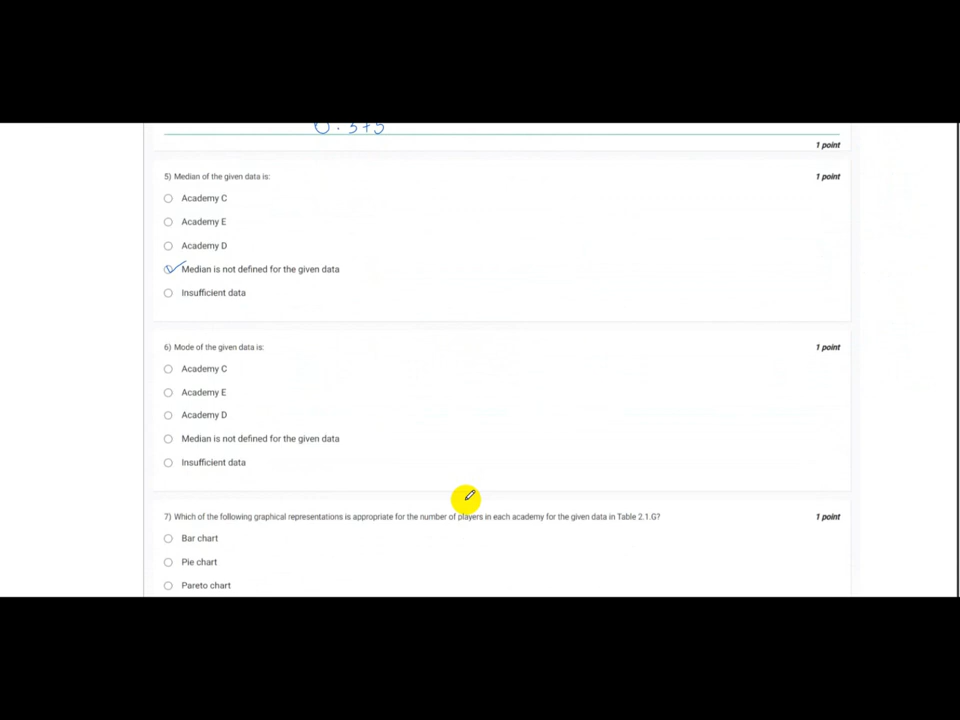 0.375
1 point
5) Median of the given data is:
1 point
Academy C
Academy E
Academy D
Median is not defined for the given data
Insufficient data
6) Mode of the given data is:
1 point
Academy C
Academy E
Academy D
Median is not defined for the given data
Insufficient data
7) Which of the following graphical representations is appropriate for the number of players in each academy for the given data in Table 2.1.G?
1 point
Bar chart
Pie chart
Pareto chart